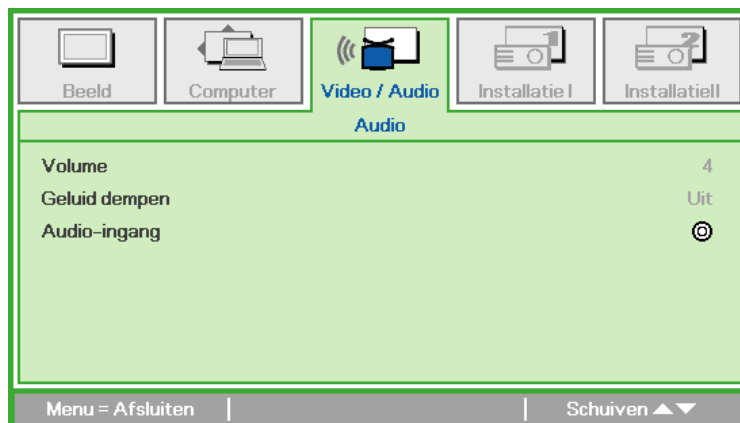 Beeld
Computer
Video / Audio
Installatie I
InstallatieII
Audio
Volume 4
Geluid dempen Uit
Audio-ingang
Menu = Afsluiten
Schuiven ▲▼